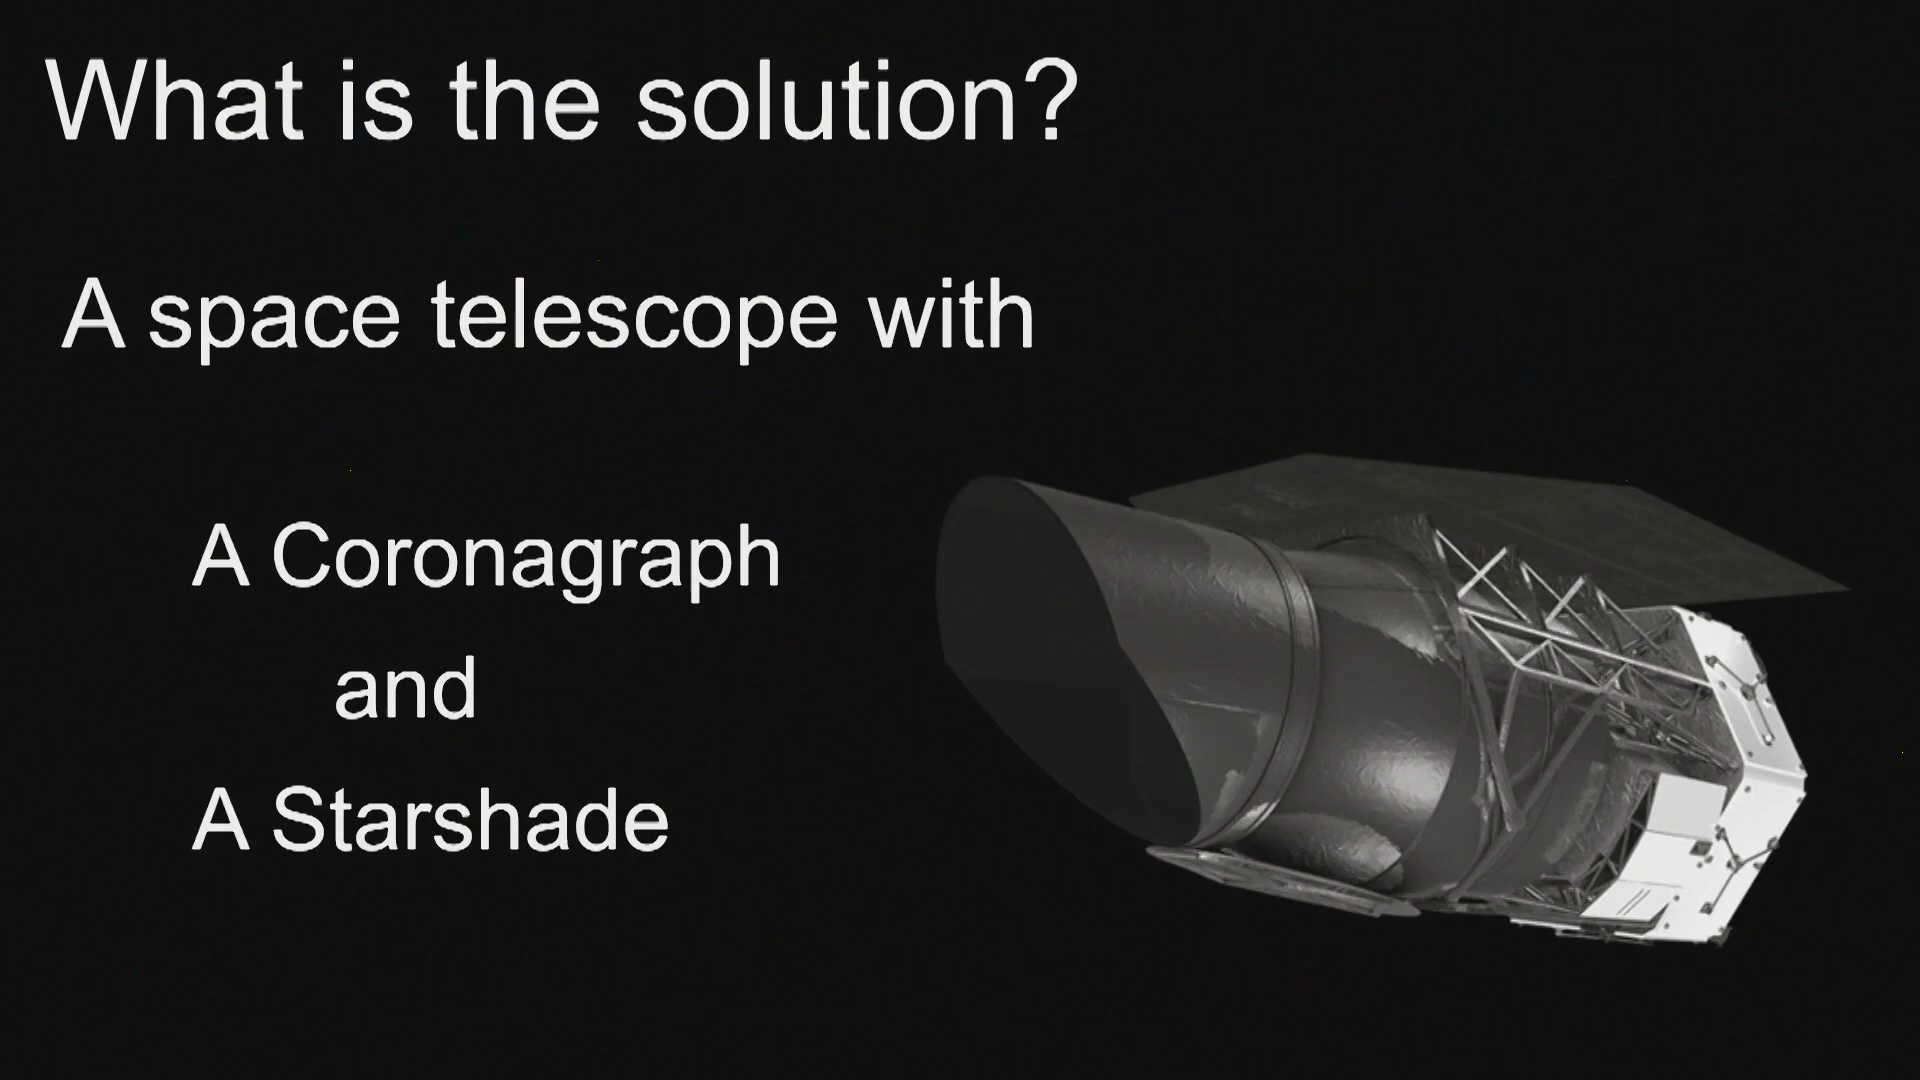 What is the solution?
A space telescope with
A Coronagraph
and
A Starshade